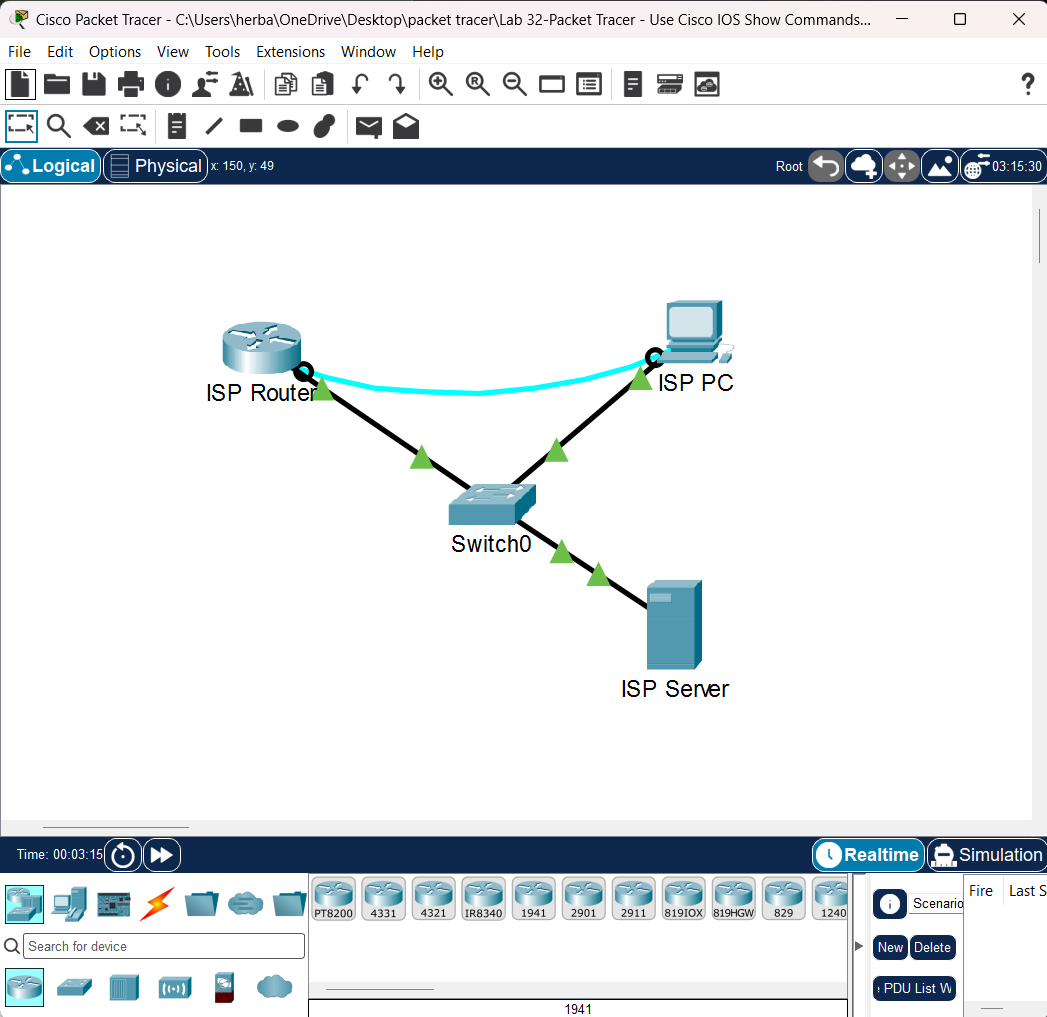 Cisco Packet Tracer - C:\Users\herba\OneDrive\Desktop\packet tracer\Lab 32-Packet Tracer - Use Cisco IOS Show Commands...
File Edit Options View Tools Extensions Window Help
?
Logical Physical x: 150, y: 49 Root 03:15:30
ISP Router
ISP PC
Switch0
ISP Server
Time: 00:03:15 Realtime Simulation
PT8200 4331 4321 IR8340 1941 2901 2911 819IOX 819HGW 829 1240
Scenario
Fire Last S
Search for device
New Delete
PDU List W
1941